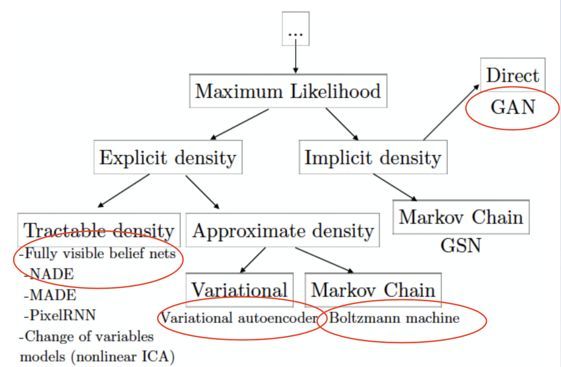 ...
Maximum Likelihood
Direct
GAN
Explicit density
Implicit density
Tractable density
-Fully visible belief nets
-NADE
-MADE
-PixelRNN
-Change of variables
models (nonlinear ICA)
Approximate density
Markov Chain
GSN
Variational
Variational autoencoder
Markov Chain
Boltzmann machine